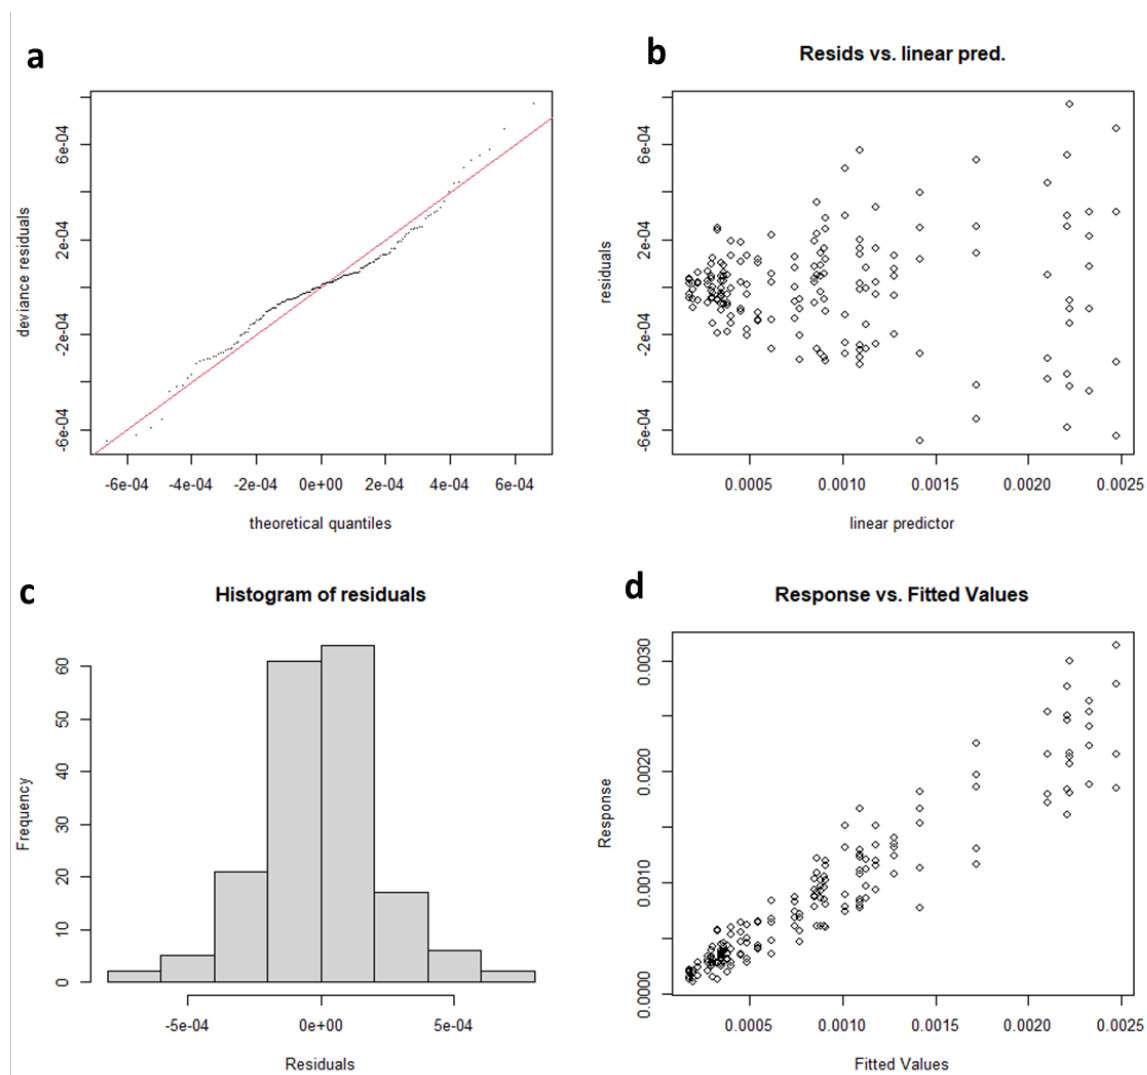 a
deviance residuals
6e-04
2e-04
-2e-04
-6e-04
-6e-04 -4e-04 -2e-04 0e+00 2e-04 4e-04 6e-04
theoretical quantiles
b
Resids vs. linear pred.
residuals
6e-04
2e-04
-2e-04
-6e-04
0.0005 0.0010 0.0015 0.0020 0.0025
linear predictor
c
Histogram of residuals
Frequency
60
50
40
30
20
10
0
-5e-04 0e+00 5e-04
Residuals
d
Response vs. Fitted Values
Response
0.0030
0.0020
0.0010
0.0000
0.0005 0.0010 0.0015 0.0020 0.0025
Fitted Values